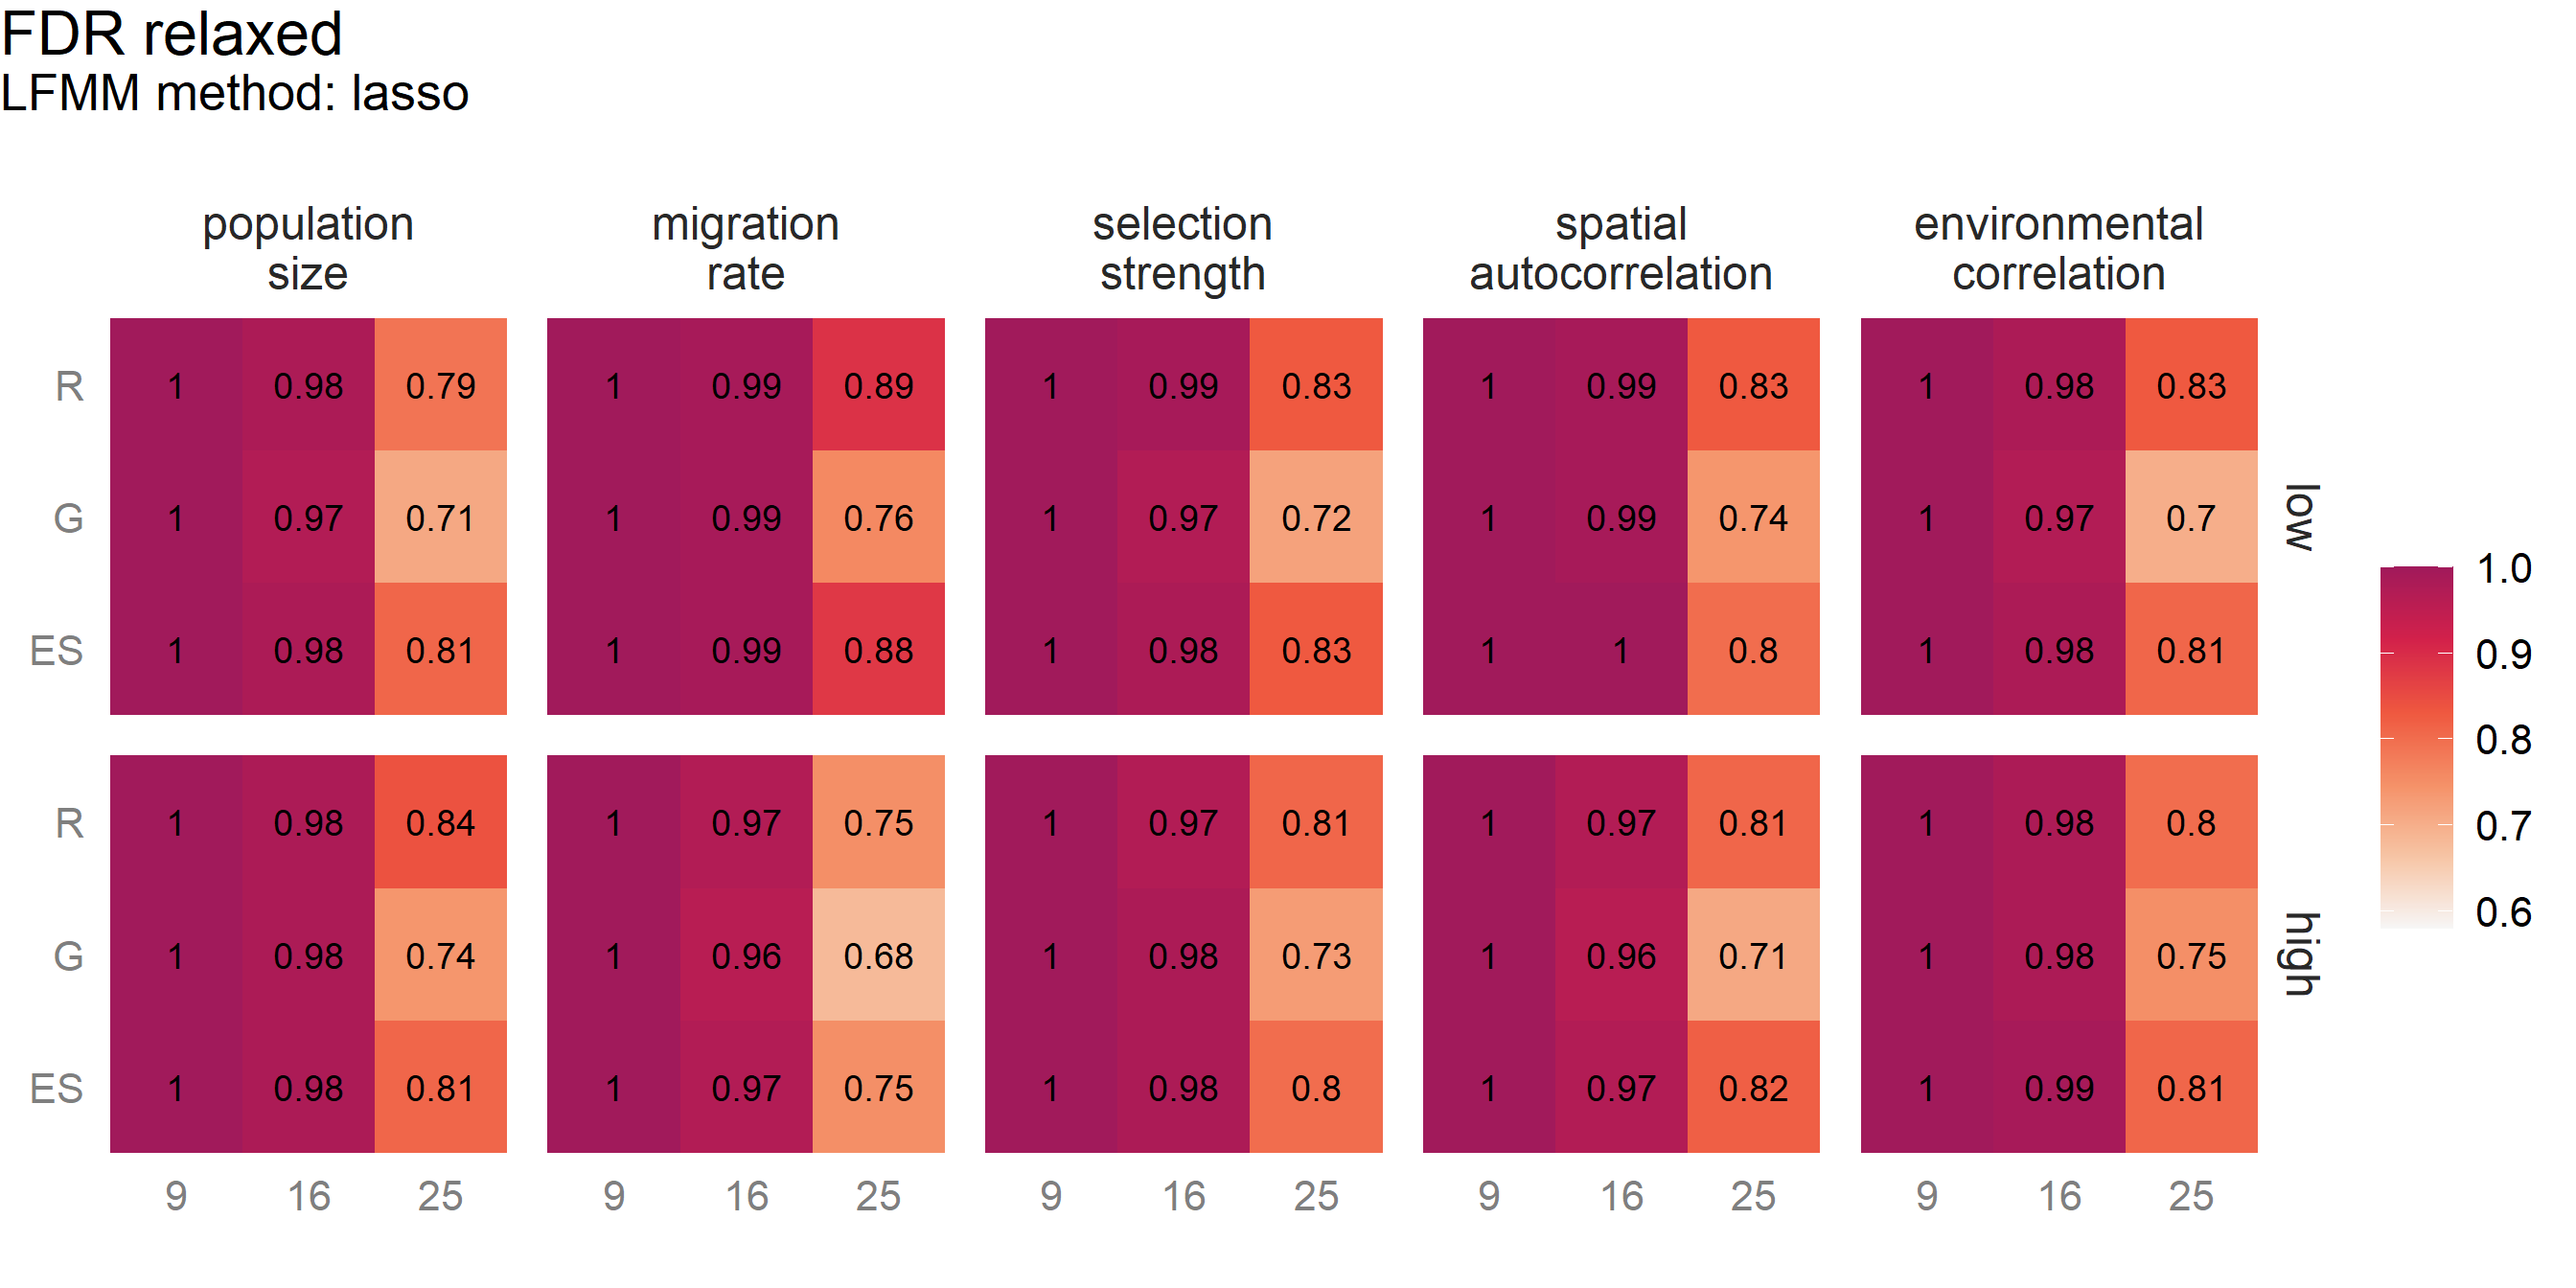 FDR relaxed
LFMM method: lasso
population size
migration rate
selection strength
spatial autocorrelation
environmental correlation
R 1 0.98 0.79 1 0.99 0.89 1 0.99 0.83 1 0.99 0.83 1 0.98 0.83
G 1 0.97 0.71 1 0.99 0.76 1 0.97 0.72 1 0.99 0.74 1 0.97 0.7
ES 1 0.98 0.81 1 0.99 0.88 1 0.98 0.83 1 1 0.8 1 0.98 0.81
low
R 1 0.98 0.84 1 0.97 0.75 1 0.97 0.81 1 0.97 0.81 1 0.98 0.8
G 1 0.98 0.74 1 0.96 0.68 1 0.98 0.73 1 0.96 0.71 1 0.98 0.75
ES 1 0.98 0.81 1 0.97 0.75 1 0.98 0.8 1 0.97 0.82 1 0.99 0.81
high
9 16 25 9 16 25 9 16 25 9 16 25 9 16 25
1.0
0.9
0.8
0.7
0.6